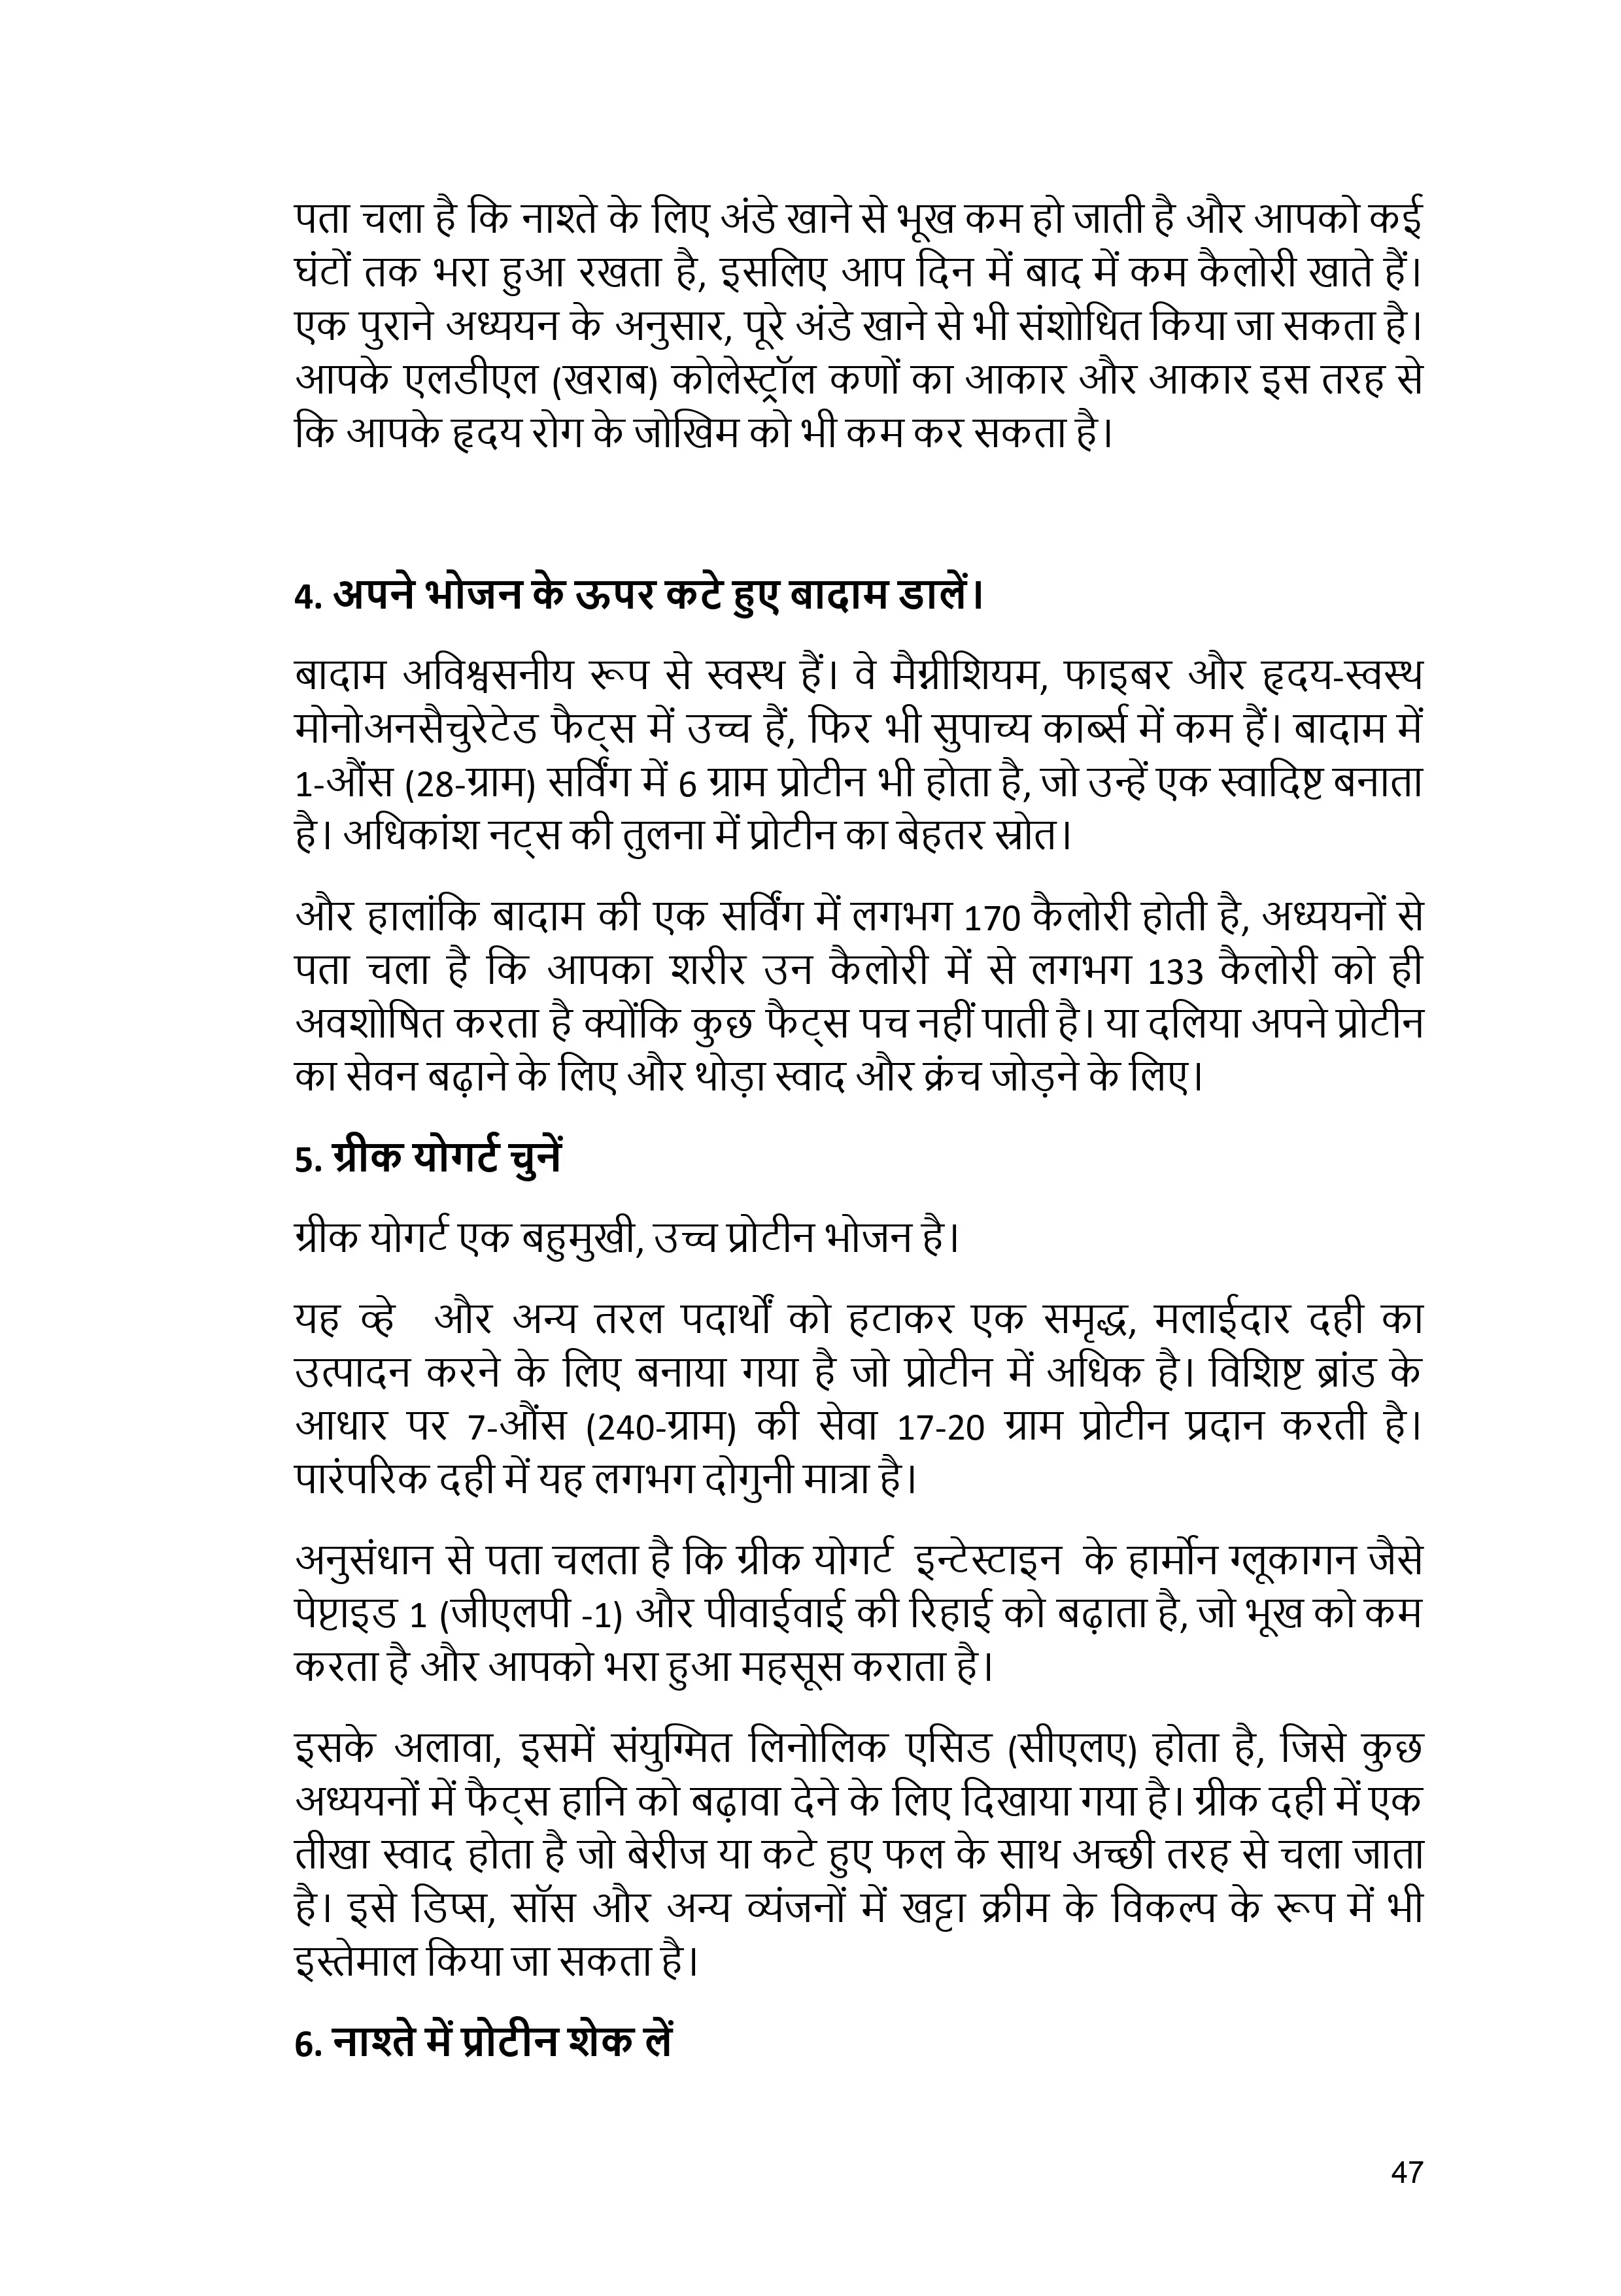 पता चला है कि नाश्ते के लिए अंडे खाने से भूख कम हो जाती है और आपको कई
घंटों तक भरा हुआ रखता है, इसलिए आप दिन में बाद में कम कैलोरी खाते हैं।
एक पुराने अध्ययन के अनुसार, पूरे अंडे खाने से भी संशोधित किया जा सकता है।
आपके एलडीएल (खराब) कोलेस्ट्रॉल कणों का आकार और आकार इस तरह से
कि आपके हृदय रोग के जोखिम को भी कम कर सकता है।
4. अपने भोजन के ऊपर कटे हुए बादाम डालें।
बादाम अविश्वसनीय रूप से स्वस्थ हैं। वे मैग्नीशियम, फाइबर और हृदय-स्वस्थ
मोनोअनसैचुरेटेड फैट्स में उच्च हैं, फिर भी सुपाच्य कार्ब्स में कम हैं। बादाम में
1-औंस (28-ग्राम) सर्विंग में 6 ग्राम प्रोटीन भी होता है, जो उन्हें एक स्वादिष्ट बनाता
है। अधिकांश नट्स की तुलना में प्रोटीन का बेहतर स्रोत।
और हालांकि बादाम की एक सर्विंग में लगभग 170 कैलोरी होती है, अध्ययनों से
पता चला है कि आपका शरीर उन कैलोरी में से लगभग 133 कैलोरी को ही
अवशोषित करता है क्योंकि कुछ फैट्स पच नहीं पाती है। या दलिया अपने प्रोटीन
का सेवन बढ़ाने के लिए और थोड़ा स्वाद और क्रंच जोड़ने के लिए।
5. ग्रीक योगर्ट चुनें
ग्रीक योगर्ट एक बहुमुखी, उच्च प्रोटीन भोजन है।
यह व्हे और अन्य तरल पदार्थों को हटाकर एक समृद्ध, मलाईदार दही का
उत्पादन करने के लिए बनाया गया है जो प्रोटीन में अधिक है। विशिष्ट ब्रांड के
आधार पर 7-औंस (240-ग्राम) की सेवा 17-20 ग्राम प्रोटीन प्रदान करती है।
पारंपरिक दही में यह लगभग दोगुनी मात्रा है।
अनुसंधान से पता चलता है कि ग्रीक योगर्ट इन्टेस्टाइन के हार्मोन ग्लूकागन जैसे
पेप्टाइड 1 (जीएलपी -1) और पीवाईवाई की रिहाई को बढ़ाता है, जो भूख को कम
करता है और आपको भरा हुआ महसूस कराता है।
इसके अलावा, इसमें संयुग्मित लिनोलिक एसिड (सीएलए) होता है, जिसे कुछ
अध्ययनों में फैट्स हानि को बढ़ावा देने के लिए दिखाया गया है। ग्रीक दही में एक
तीखा स्वाद होता है जो बेरीज या कटे हुए फल के साथ अच्छी तरह से चला जाता
है। इसे डिप्स, सॉस और अन्य व्यंजनों में खट्टा क्रीम के विकल्प के रूप में भी
इस्तेमाल किया जा सकता है।
6. नाश्ते में प्रोटीन शेक लें
47